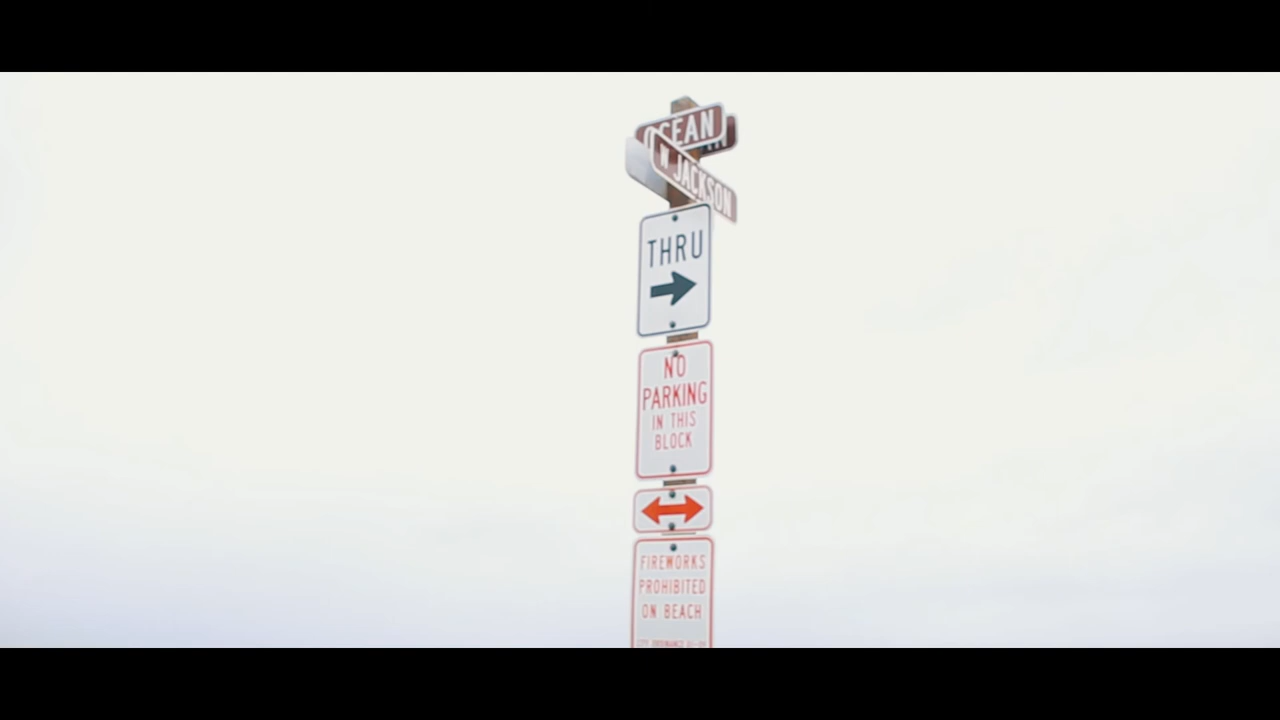 OCEAN
W JACKSON
THRU
NO
PARKING
IN THIS
BLOCK
FIREWORKS
PROHIBITED
ON BEACH